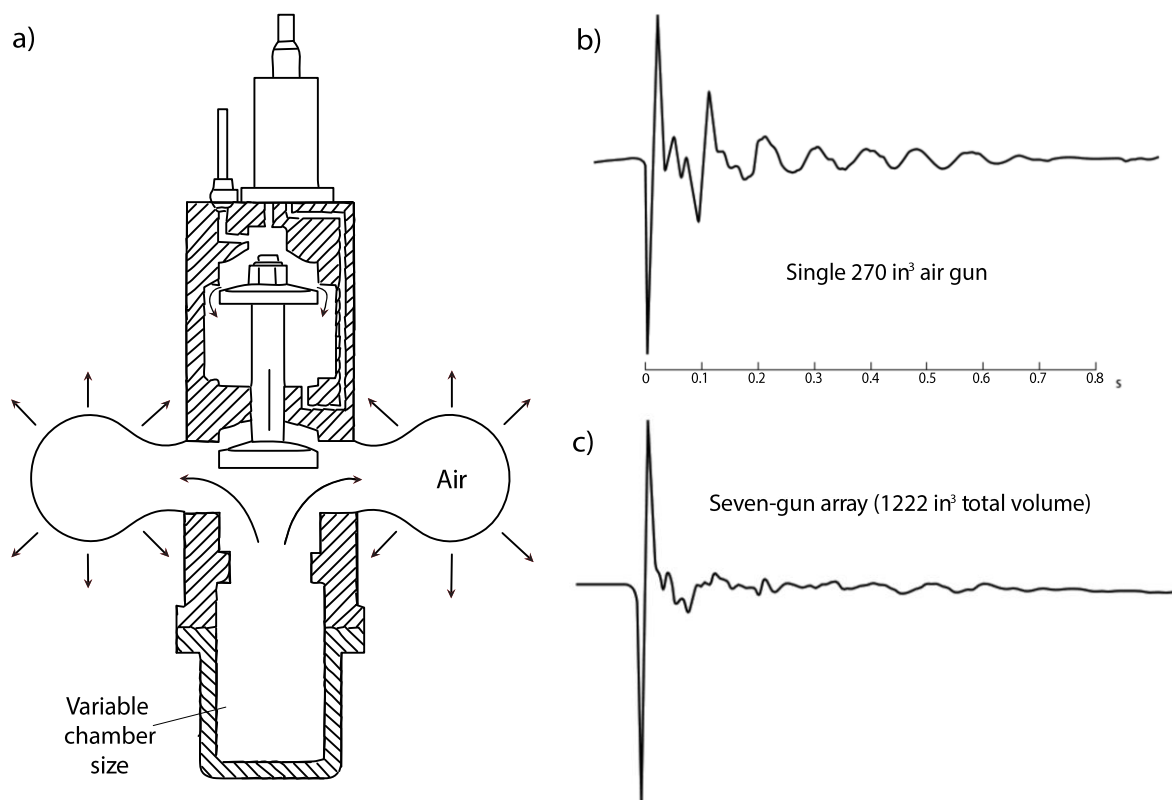 a)
Air
Variable
chamber
size
b)
Single 270 in³ air gun
0 0.1 0.2 0.3 0.4 0.5 0.6 0.7 0.8 s
c)
Seven-gun array (1222 in³ total volume)